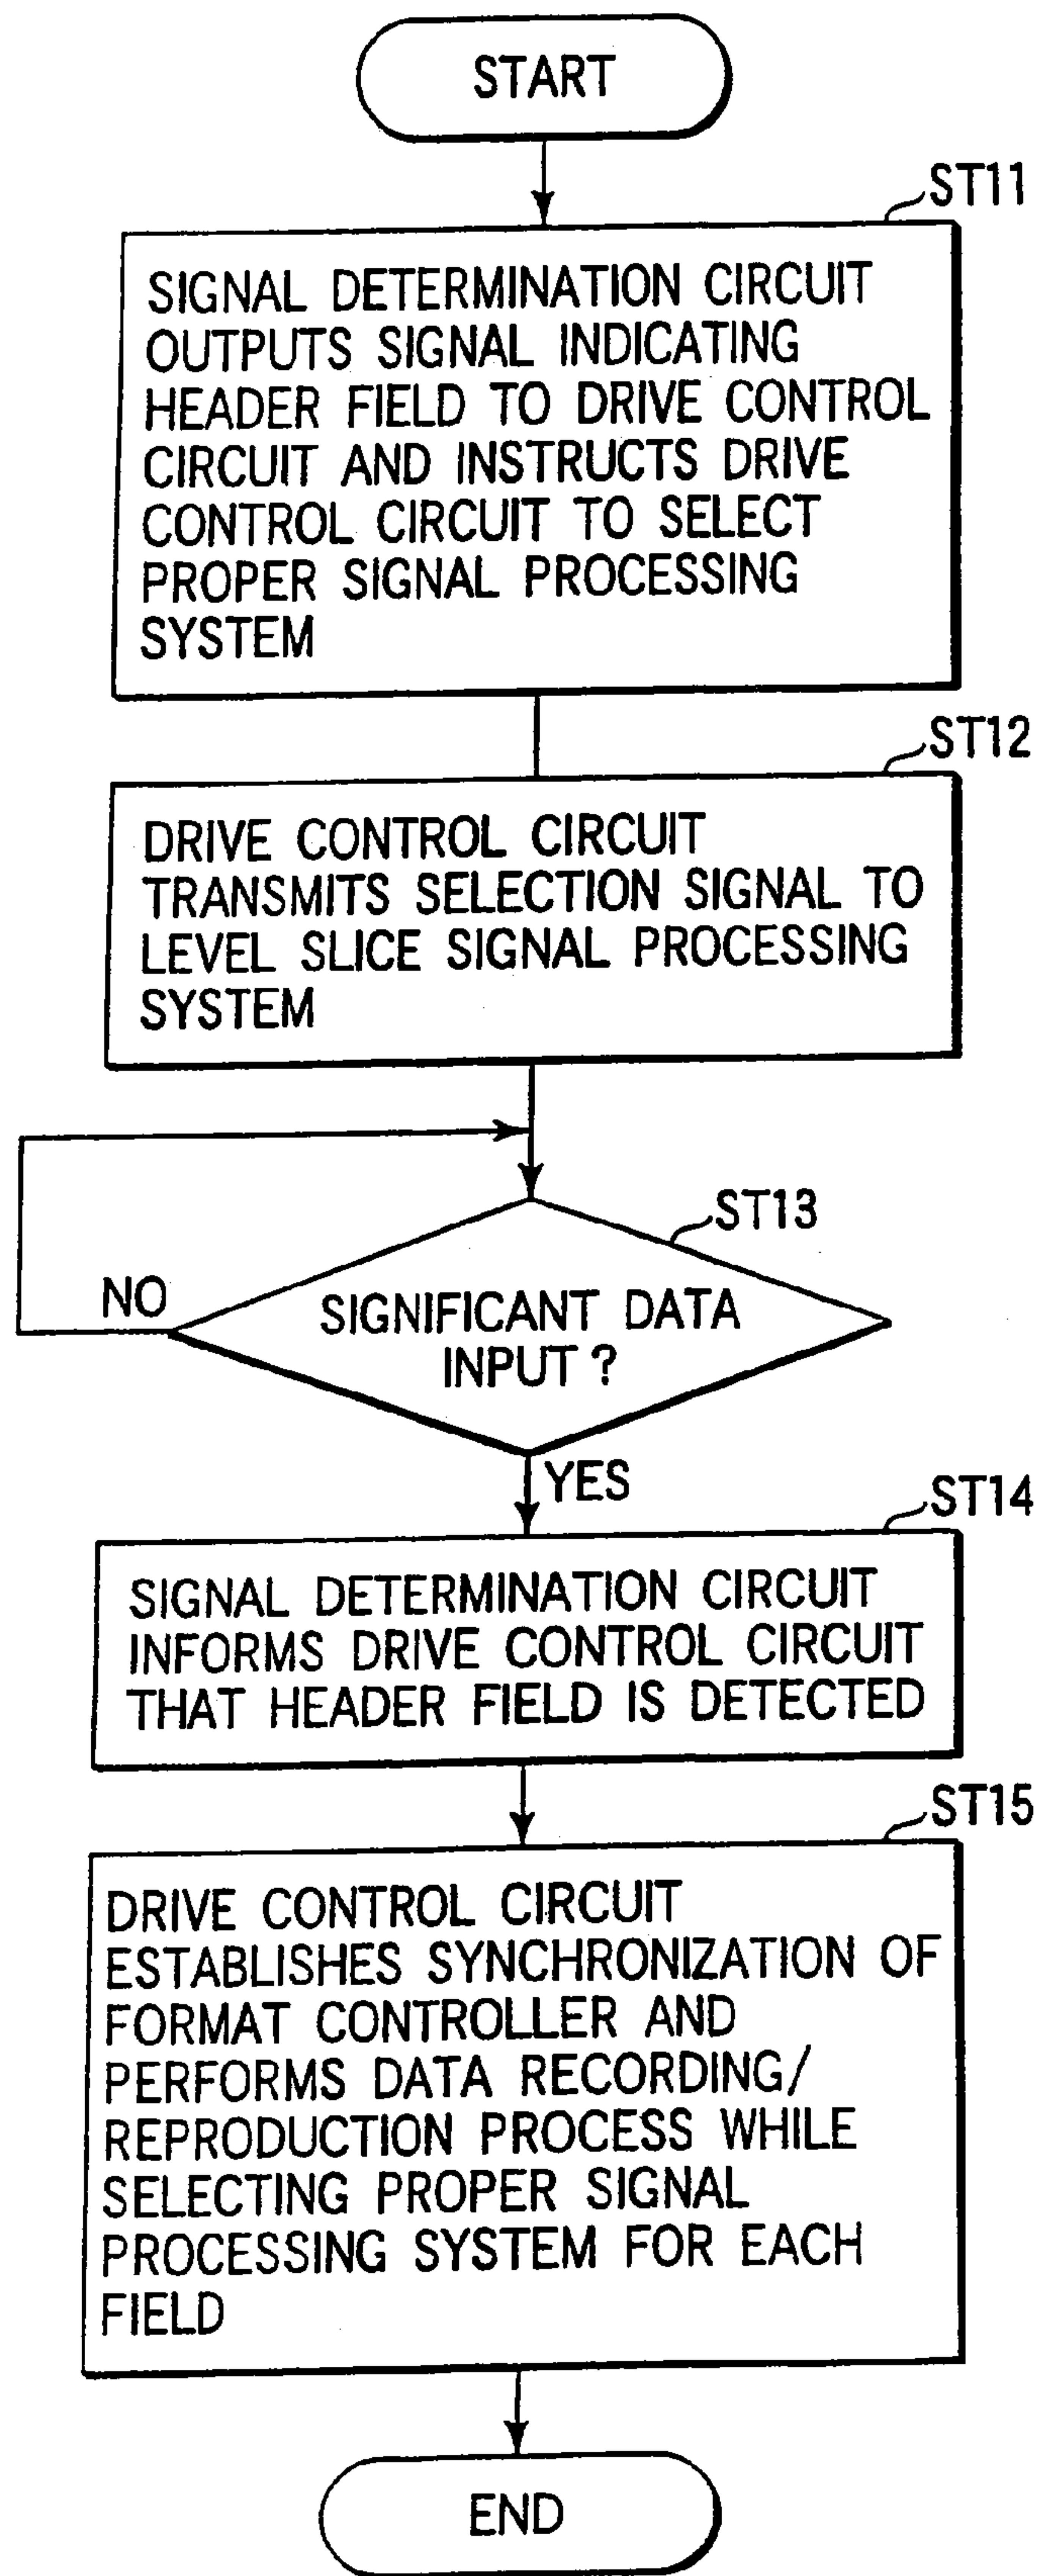 START
ST11
SIGNAL DETERMINATION CIRCUIT
OUTPUTS SIGNAL INDICATING
HEADER FIELD TO DRIVE CONTROL
CIRCUIT AND INSTRUCTS DRIVE
CONTROL CIRCUIT TO SELECT
PROPER SIGNAL PROCESSING
SYSTEM
ST12
DRIVE CONTROL CIRCUIT
TRANSMITS SELECTION SIGNAL TO
LEVEL SLICE SIGNAL PROCESSING
SYSTEM
ST13
NO
SIGNIFICANT DATA
INPUT ?
YES
ST14
SIGNAL DETERMINATION CIRCUIT
INFORMS DRIVE CONTROL CIRCUIT
THAT HEADER FIELD IS DETECTED
ST15
DRIVE CONTROL CIRCUIT
ESTABLISHES SYNCHRONIZATION OF
FORMAT CONTROLLER AND
PERFORMS DATA RECORDING/
REPRODUCTION PROCESS WHILE
SELECTING PROPER SIGNAL
PROCESSING SYSTEM FOR EACH
FIELD
END